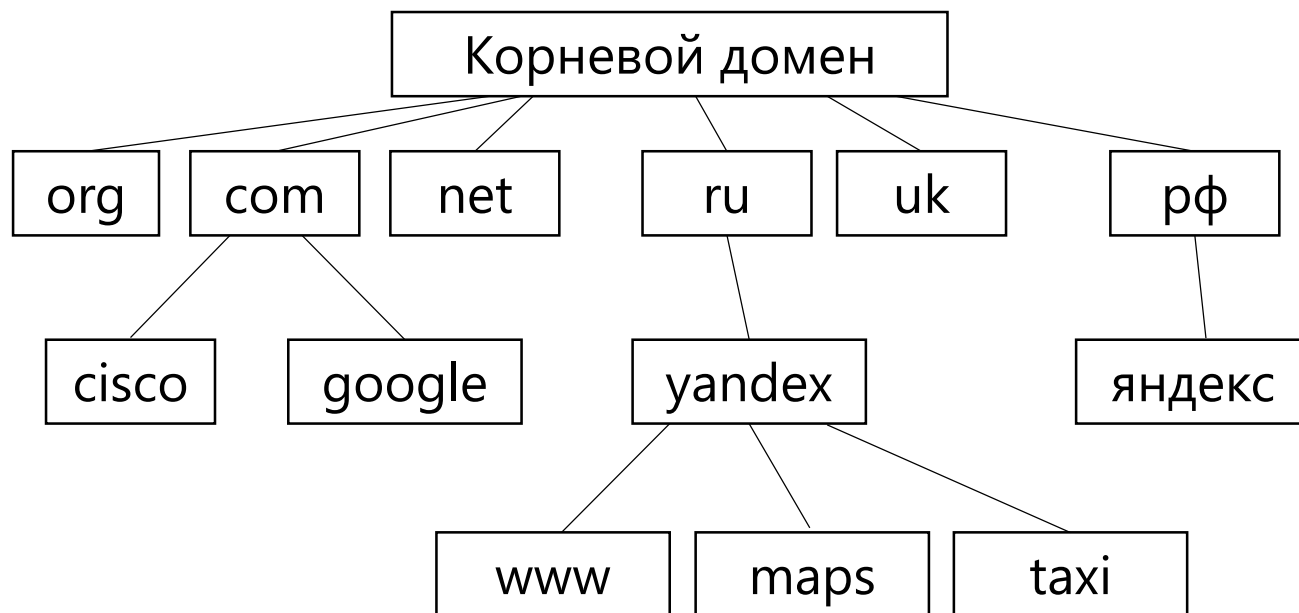 Корневой домен
org com net ru uk рф
cisco google yandex яндекс
www maps taxi